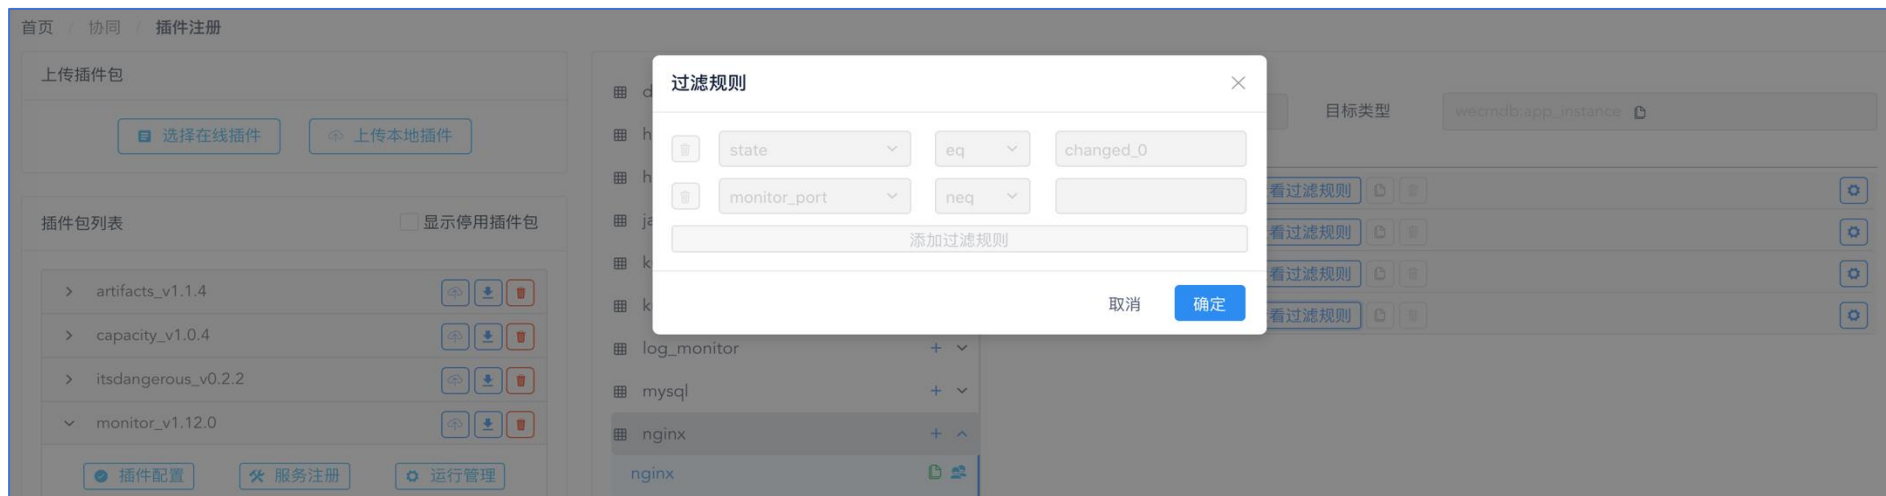 首页 / 协同 / 插件注册
上传插件包
选择在线插件
上传本地插件
插件包列表
显示停用插件包
artifacts_v1.1.4
capacity_v1.0.4
itsdangerous_v0.2.2
monitor_v1.12.0
插件配置
服务注册
运行管理
d
h
h
ja
k
k
log_monitor
mysql
nginx
nginx
过滤规则
state
eq
changed_0
monitor_port
neq
添加过滤规则
取消
确定
目标类型
wecmdb:app_instance
看过滤规则
看过滤规则
看过滤规则
看过滤规则